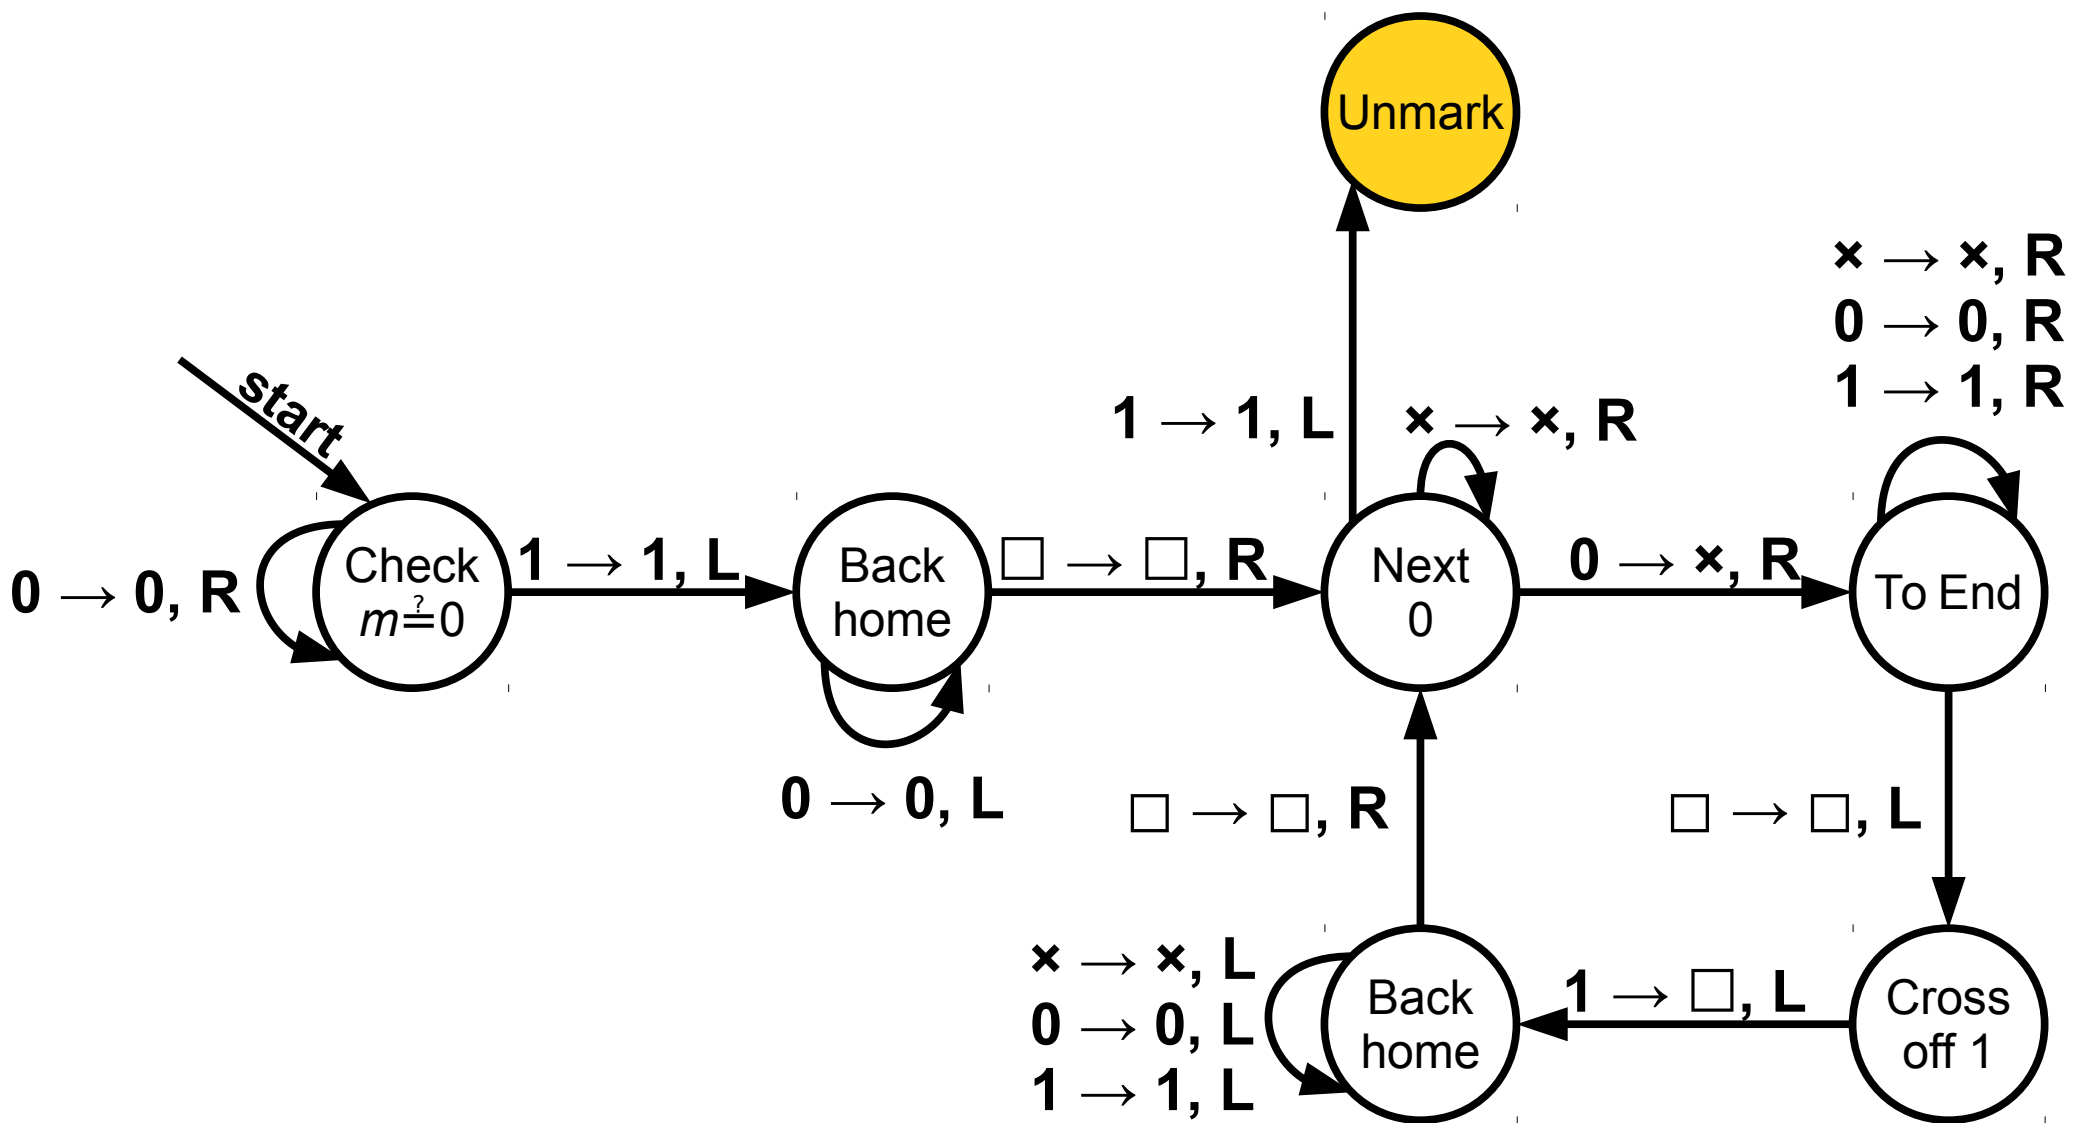 Unmark
× → ×, R
0 → 0, R
1 → 1, R
start
1 → 1, L
× → ×, R
0 → 0, R
Check
m≟0
1 → 1, L
Back
home
□ → □, R
Next
0
0 → ×, R
To End
0 → 0, L
□ → □, R
□ → □, L
× → ×, L
0 → 0, L
1 → 1, L
Back
home
1 → □, L
Cross
off 1